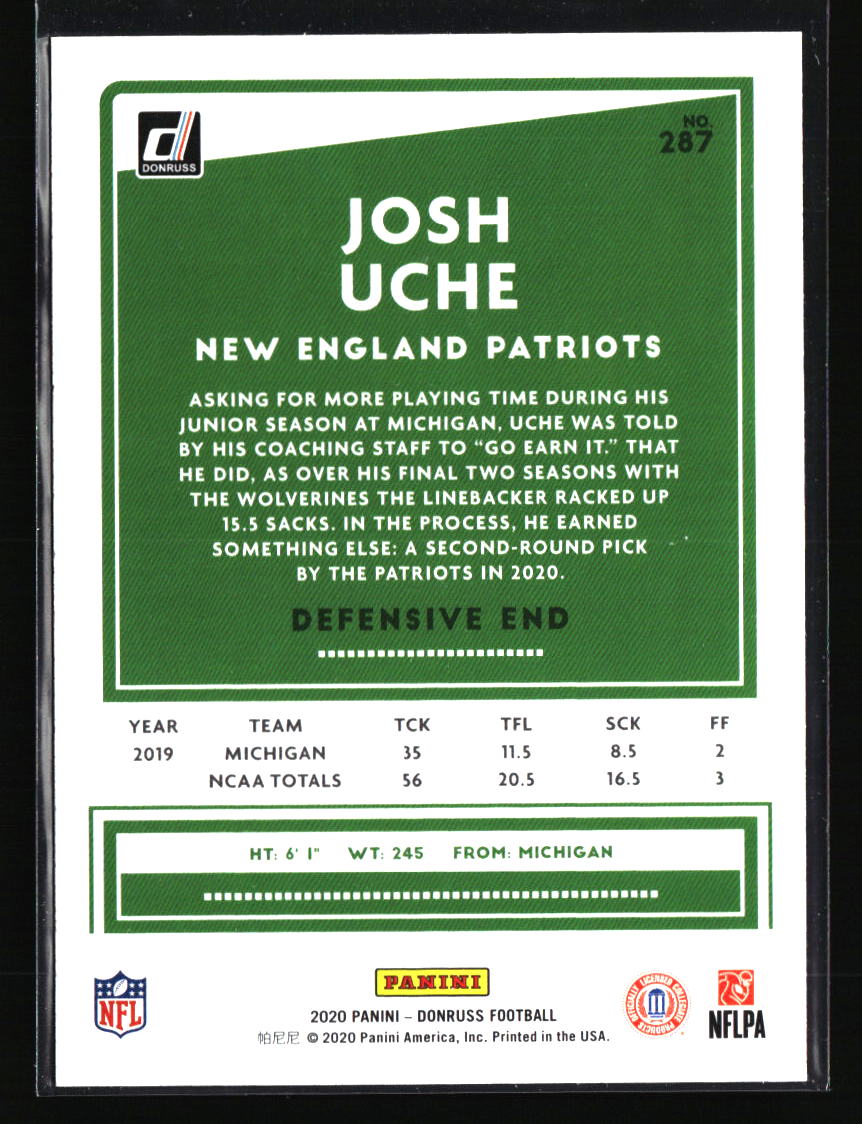 DONRUSS
NO.
287
JOSH
UCHE
NEW ENGLAND PATRIOTS
ASKING FOR MORE PLAYING TIME DURING HIS
JUNIOR SEASON AT MICHIGAN, UCHE WAS TOLD
BY HIS COACHING STAFF TO “GO EARN IT.” THAT
HE DID, AS OVER HIS FINAL TWO SEASONS WITH
THE WOLVERINES THE LINEBACKER RACKED UP
15.5 SACKS. IN THE PROCESS, HE EARNED
SOMETHING ELSE: A SECOND-ROUND PICK
BY THE PATRIOTS IN 2020.
DEFENSIVE END
YEAR TEAM TCK TFL SCK FF
2019 MICHIGAN 35 11.5 8.5 2
NCAA TOTALS 56 20.5 16.5 3
HT: 6' 1" WT: 245 FROM: MICHIGAN
NFL
PANINI
OFFICIALLY LICENSED COLLEGIATE PRODUCTS
NFLPA
2020 PANINI – DONRUSS FOOTBALL
帕尼尼 © 2020 Panini America, Inc. Printed in the USA.